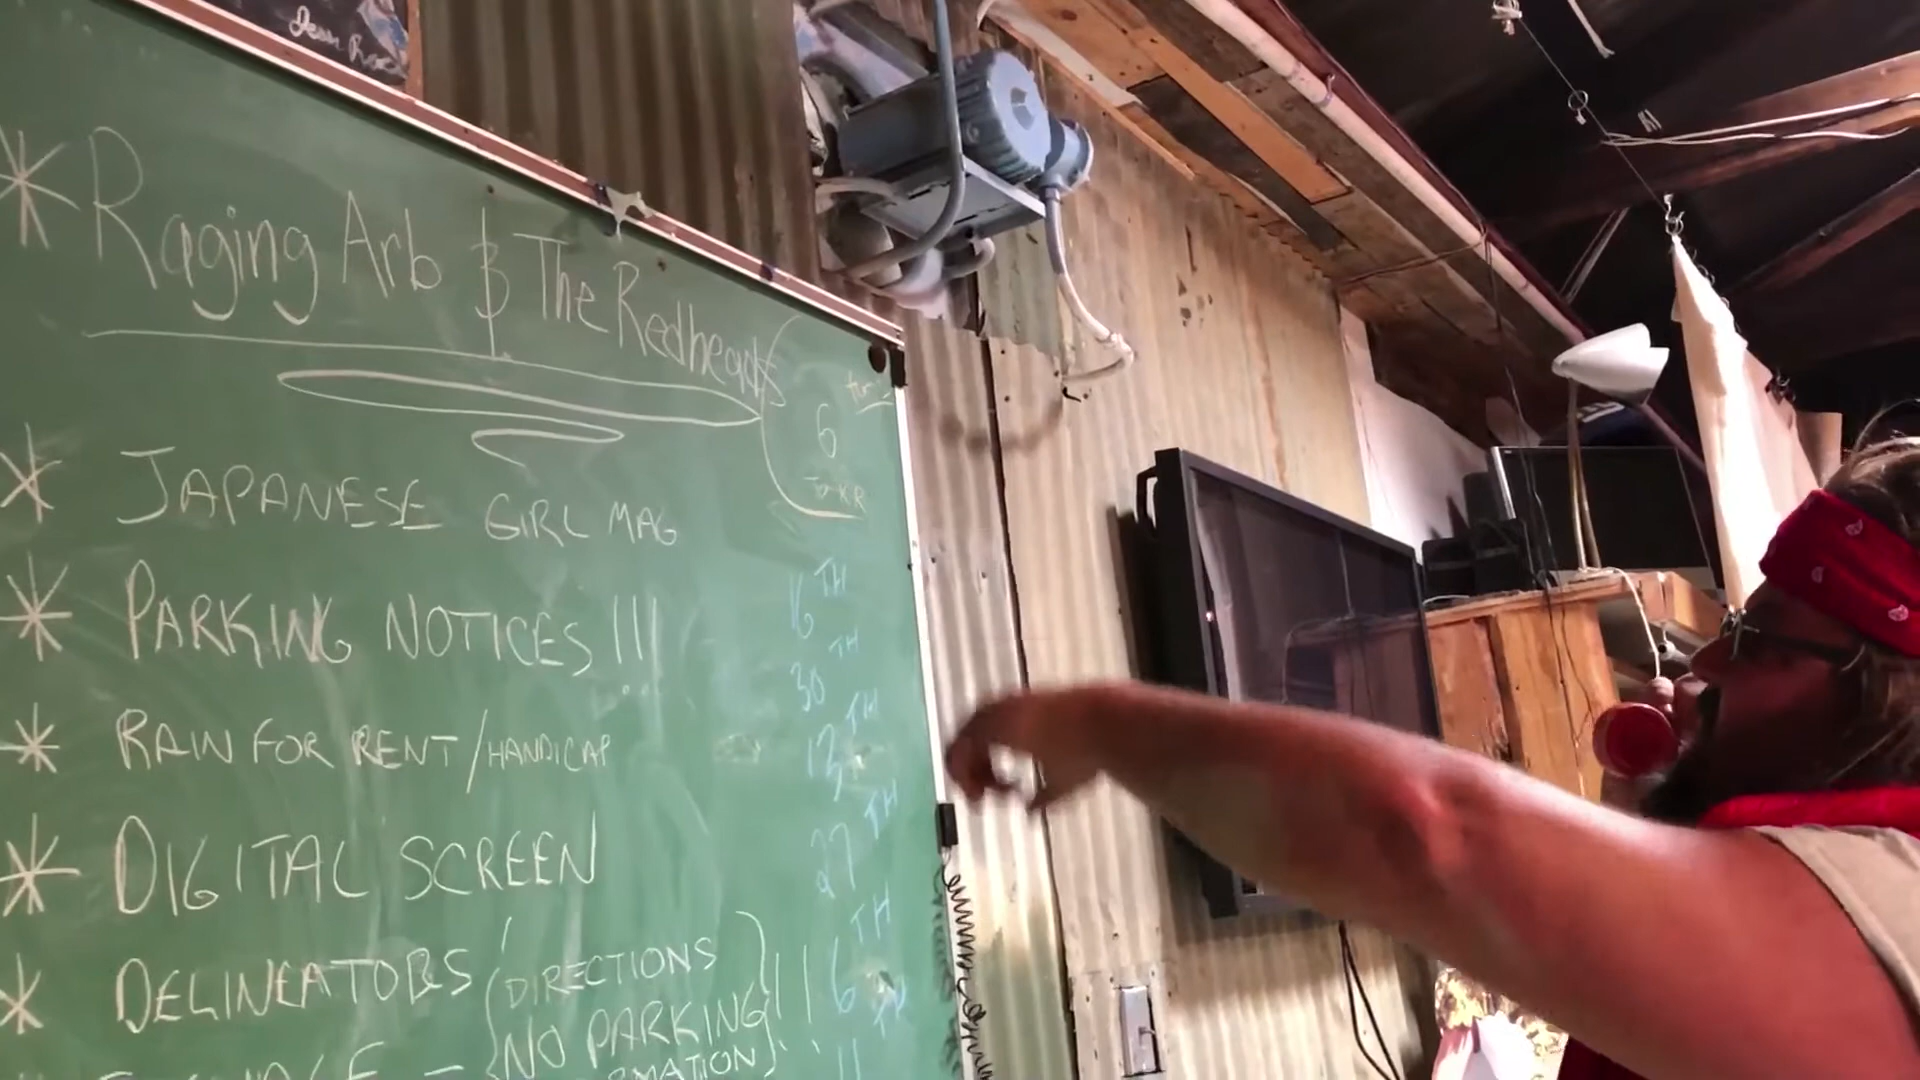 * Raging Arb & The Redheads
6
* JAPANESE GIRL MAG
* PARKING NOTICES!!!
16TH
30TH
* RAIN FOR RENT/HANDICAP
13TH
* DIGITAL SCREEN
27TH
* DELINEATORS (DIRECTIONS
NO PARKING
TH